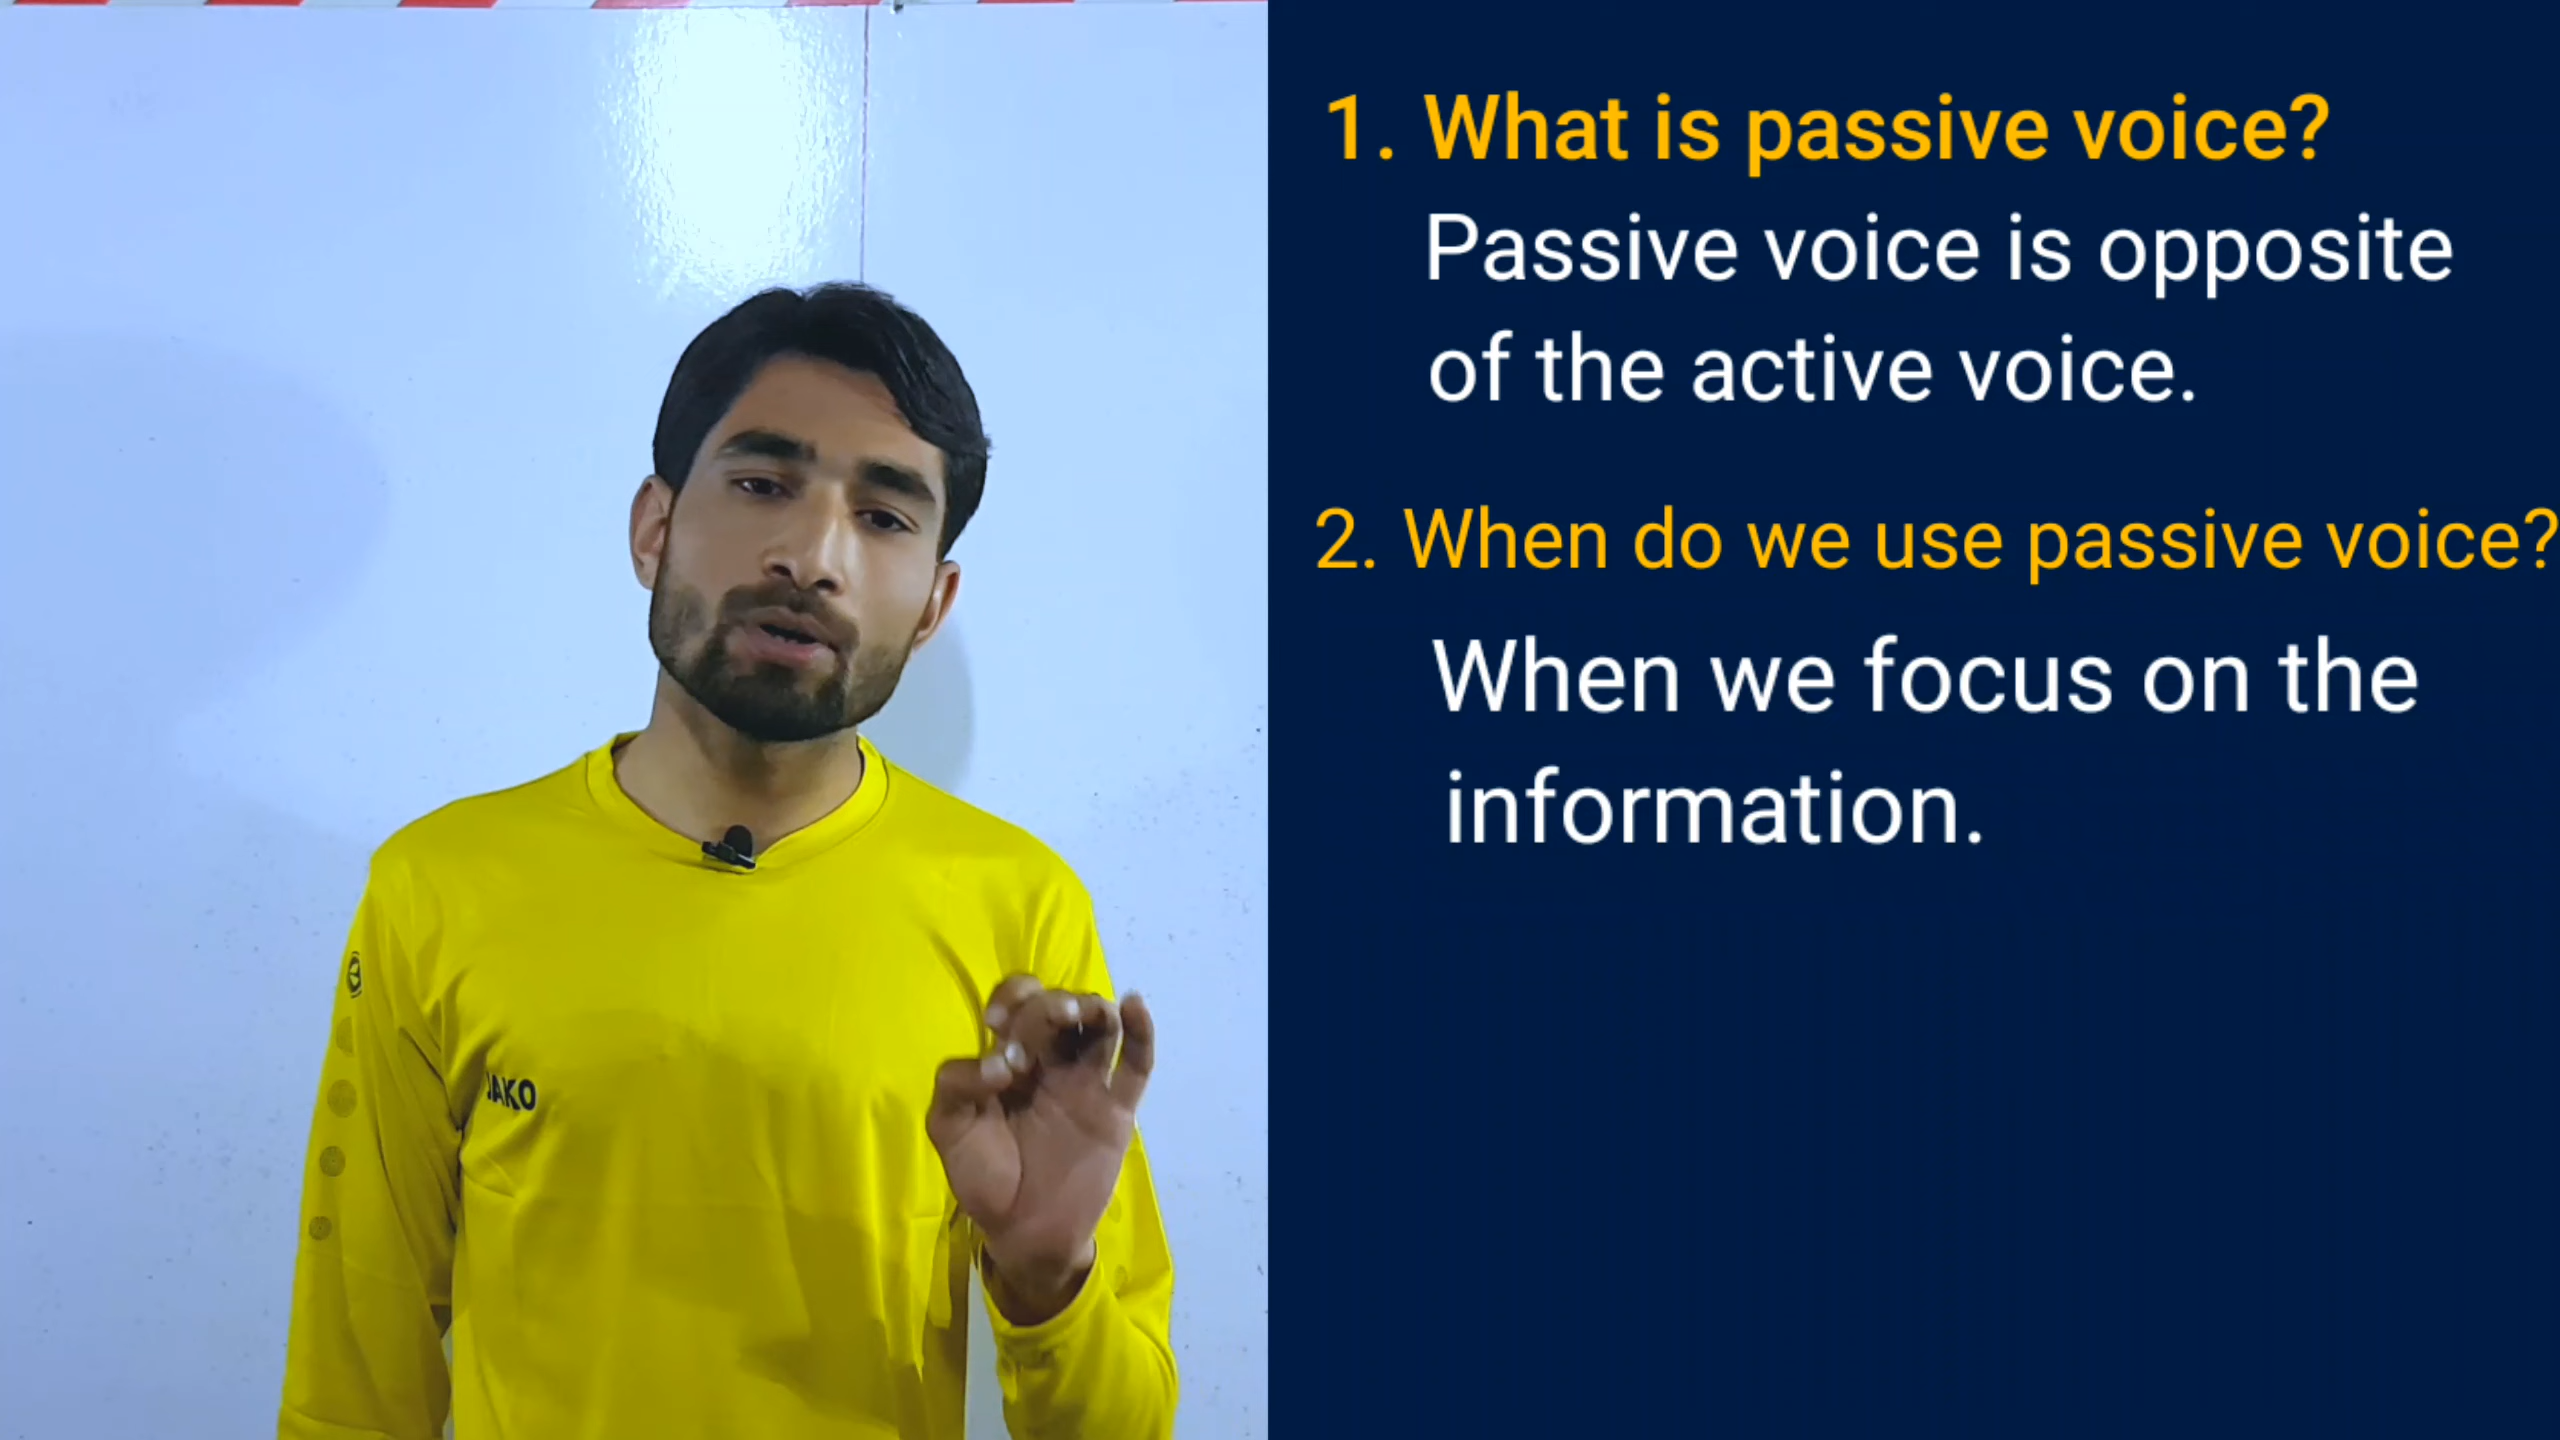 1. What is passive voice?
Passive voice is opposite
of the active voice.
2. When do we use passive voice?
When we focus on the
information.
JAKO